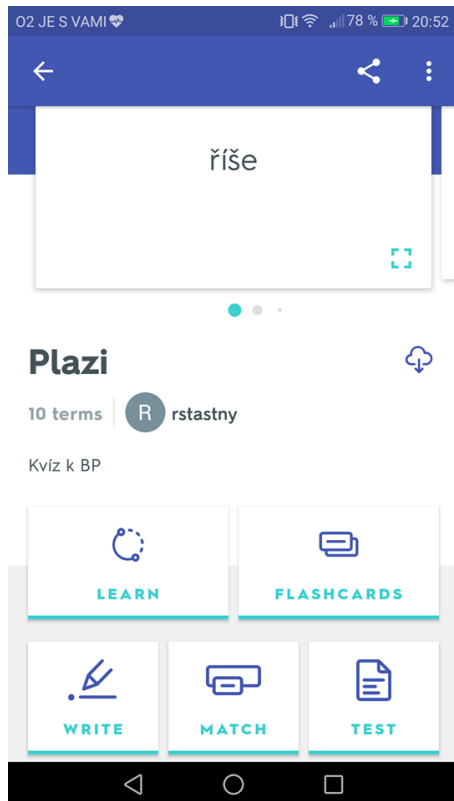 O2 JE S VAMI
78 % 20:52
říše
Plazi
10 terms R rstastny
Kvíz k BP
LEARN FLASHCARDS
WRITE MATCH TEST